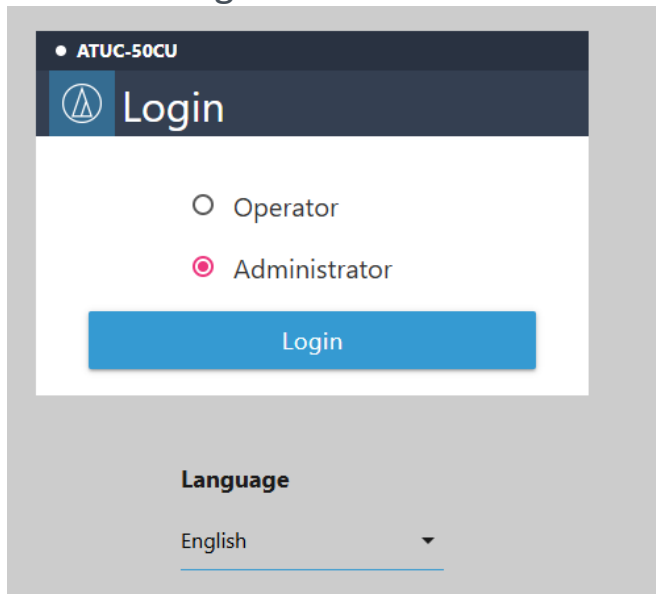 ATUC-50CU
Login
Operator
Administrator
Login
Language
English